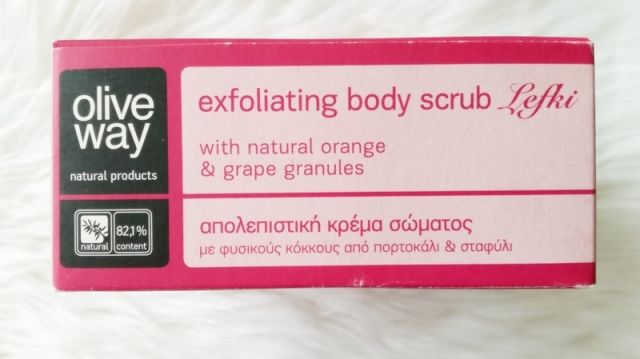 olive
way
natural products
natural
82,1%
content
exfoliating body scrub Lefki
with natural orange
& grape granules
απολεπιστική κρέμα σώματος
με φυσικούς κόκκους από πορτοκάλι & σταφύλι